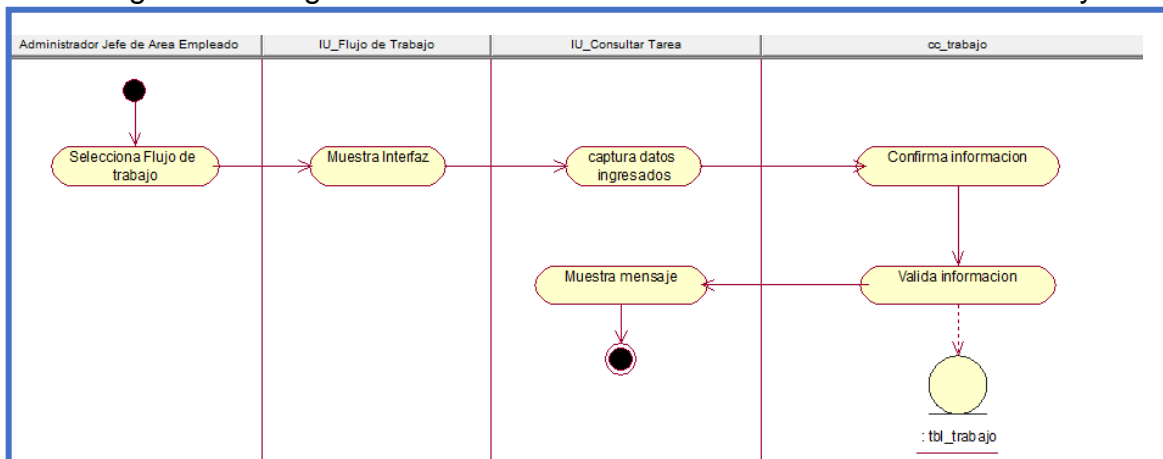 Administrador Jefe de Area Empleado
IU_Flujo de Trabajo
IU_Consultar Tarea
cc_trabajo
Selecciona Flujo de
trabajo
Muestra Interfaz
captura datos
ingresados
Confirma informacion
Muestra mensaje
Valida informacion
: tbl_trabajo